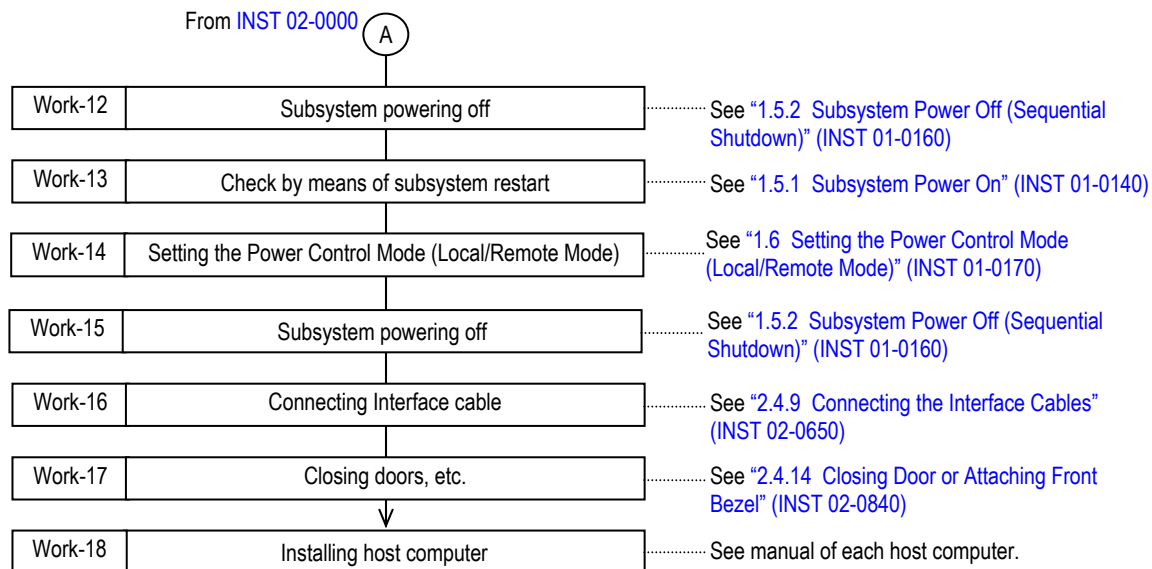 From INST 02-0000
A
Work-12 Subsystem powering off
See “1.5.2 Subsystem Power Off (Sequential
Shutdown)” (INST 01-0160)
Work-13 Check by means of subsystem restart
See “1.5.1 Subsystem Power On” (INST 01-0140)
Work-14 Setting the Power Control Mode (Local/Remote Mode)
See “1.6 Setting the Power Control Mode
(Local/Remote Mode)” (INST 01-0170)
Work-15 Subsystem powering off
See “1.5.2 Subsystem Power Off (Sequential
Shutdown)” (INST 01-0160)
Work-16 Connecting Interface cable
See “2.4.9 Connecting the Interface Cables”
(INST 02-0650)
Work-17 Closing doors, etc.
See “2.4.14 Closing Door or Attaching Front
Bezel” (INST 02-0840)
Work-18 Installing host computer
See manual of each host computer.